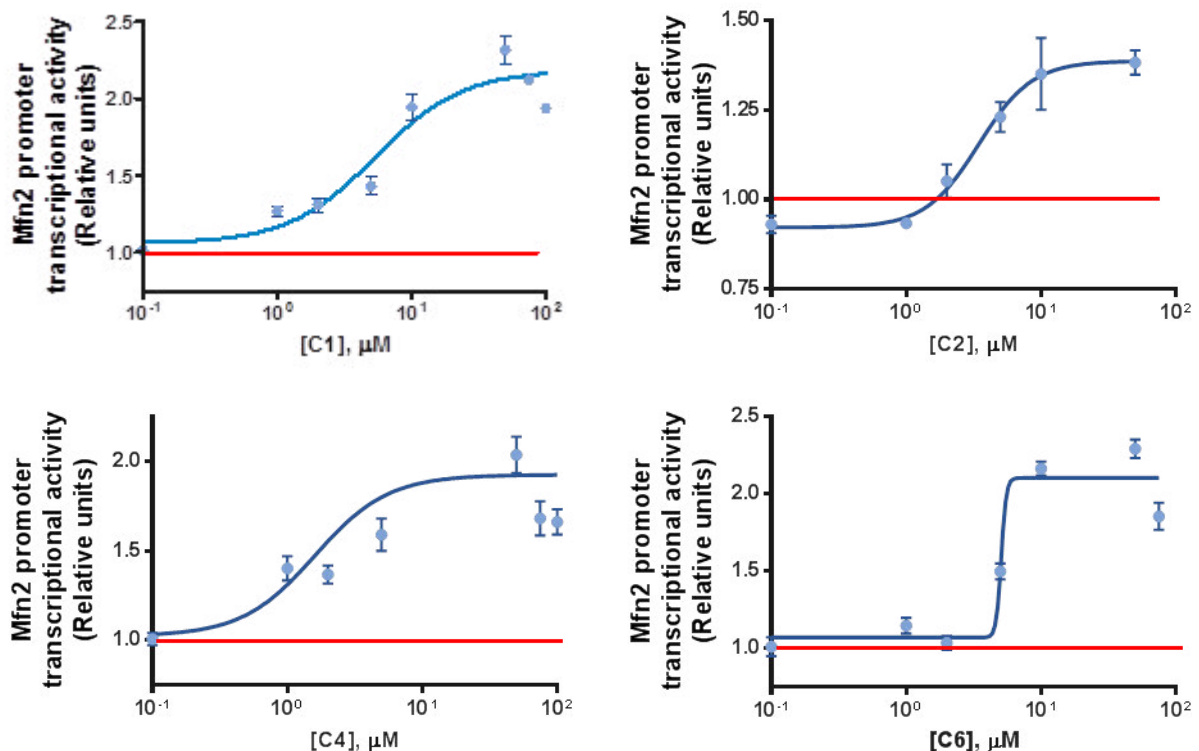 Mfn2 promoter
transcriptional activity
(Relative units)
2.5
2.0
1.5
1.0
10-1
100
101
102
[C1], μM
Mfn2 promoter
transcriptional activity
(Relative units)
1.50
1.25
1.00
0.75
10-1
100
101
102
[C2], μM
Mfn2 promoter
transcriptional activity
(Relative units)
2.0
1.5
1.0
10-1
100
101
102
[C4], μM
Mfn2 promoter
transcriptional activity
(Relative units)
2.5
2.0
1.5
1.0
10-1
100
101
102
[C6], μM